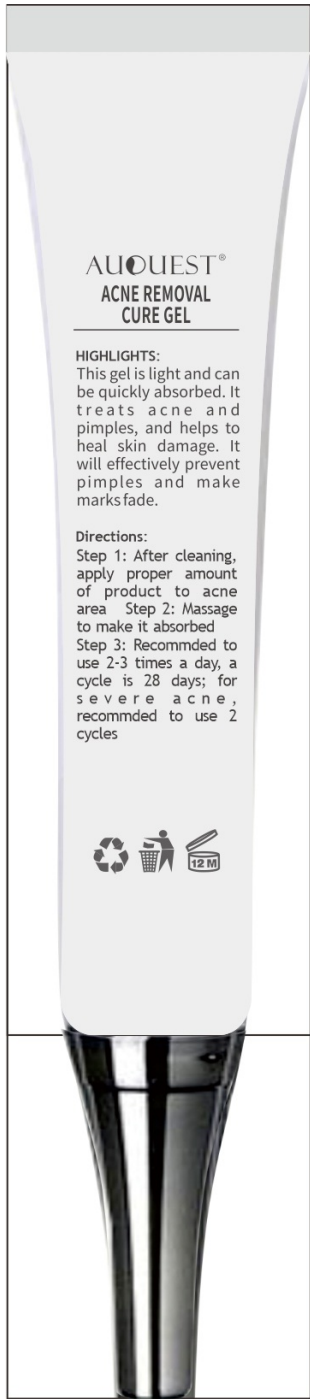 AUQUEST®
ACNE REMOVAL
CURE GEL
HIGHLIGHTS:
This gel is light and can
be quickly absorbed. It
treats acne and
pimples, and helps to
heal skin damage. It
will effectively prevent
pimples and make
marks fade.
Directions:
Step 1: After cleaning,
apply proper amount
of product to acne
area Step 2: Massage
to make it absorbed
Step 3: Recommded to
use 2-3 times a day, a
cycle is 28 days; for
severe acne,
recommded to use 2
cycles
12 M